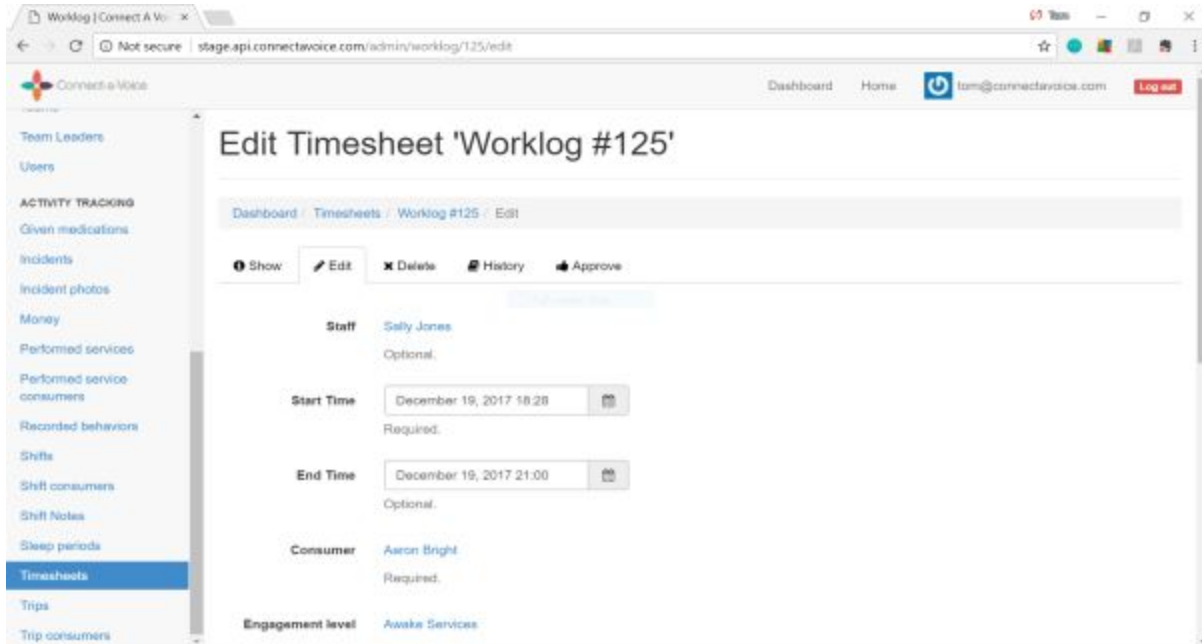 Worklog | Connect A Voi
Tom
Not secure | stage.api.connectavoice.com/admin/worklog/125/edit
Connect-a-Voice
Dashboard Home tom@connectavoice.com Log out
Team Leaders
Users
ACTIVITY TRACKING
Given medications
Incidents
Incident photos
Money
Performed services
Performed service
consumers
Recorded behaviors
Shifts
Shift consumers
Shift Notes
Sleep periods
Timesheets
Trips
Trip consumers
Edit Timesheet 'Worklog #125'
Dashboard / Timesheets / Worklog #125 / Edit
Show Edit Delete History Approve
Staff Sally Jones
Optional.
Start Time December 19, 2017 18:28
Required.
End Time December 19, 2017 21:00
Optional.
Consumer Aaron Bright
Required.
Engagement level Awake Services